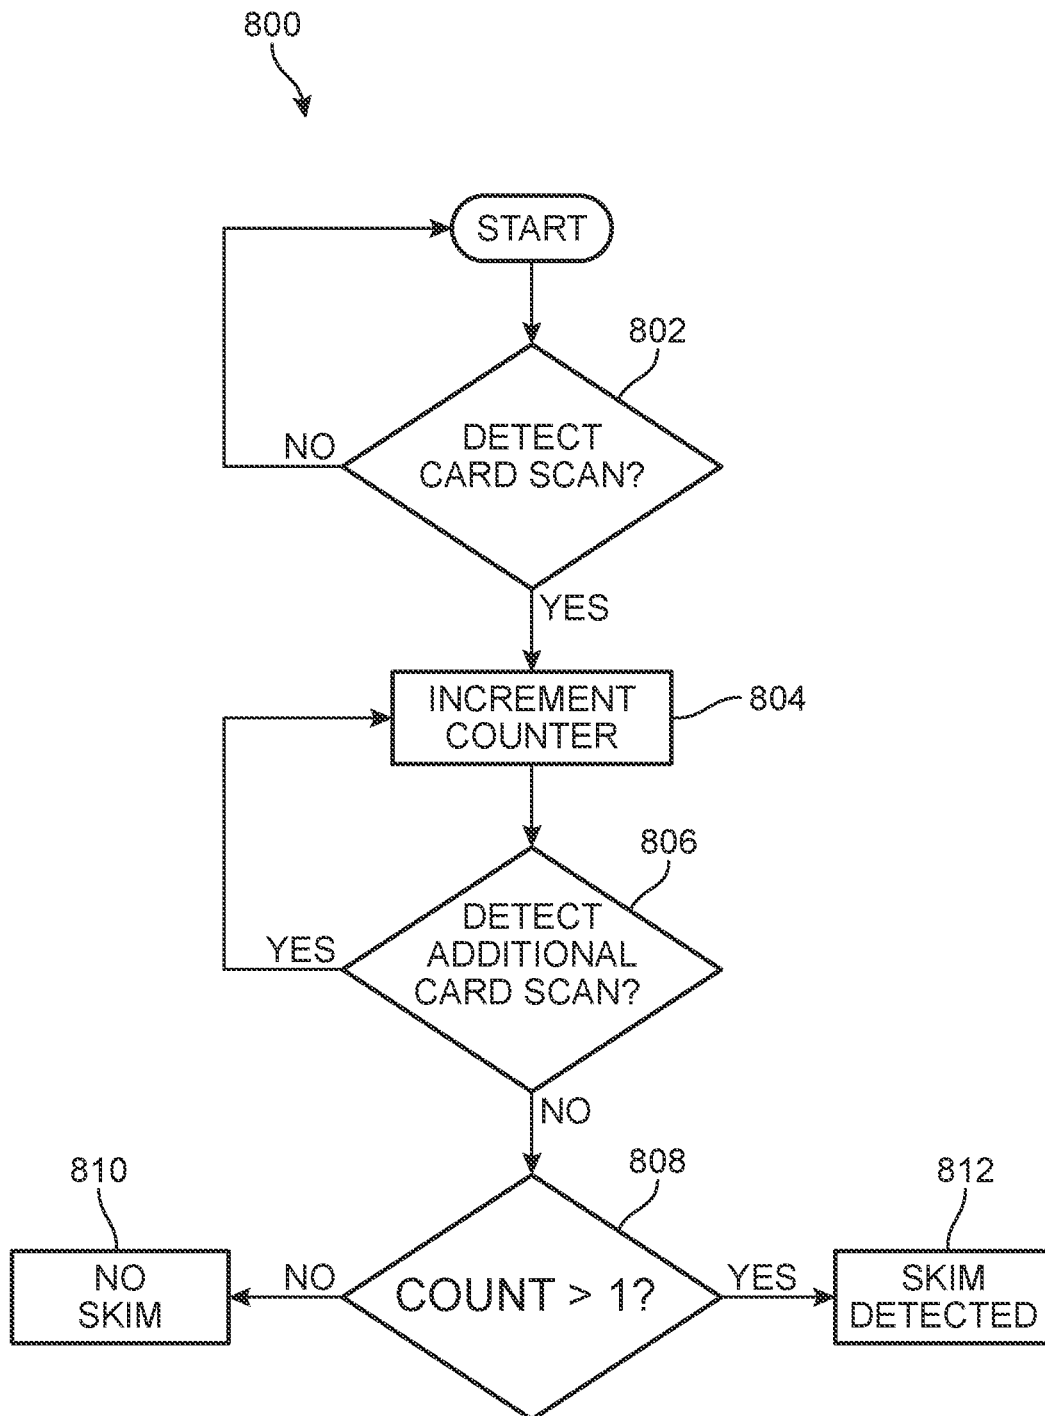 800
START
802
DETECT
CARD SCAN?
NO
YES
INCREMENT
COUNTER
804
806
DETECT
ADDITIONAL
CARD SCAN?
YES
NO
810
808
812
NO
SKIM
NO
COUNT > 1?
YES
SKIM
DETECTED